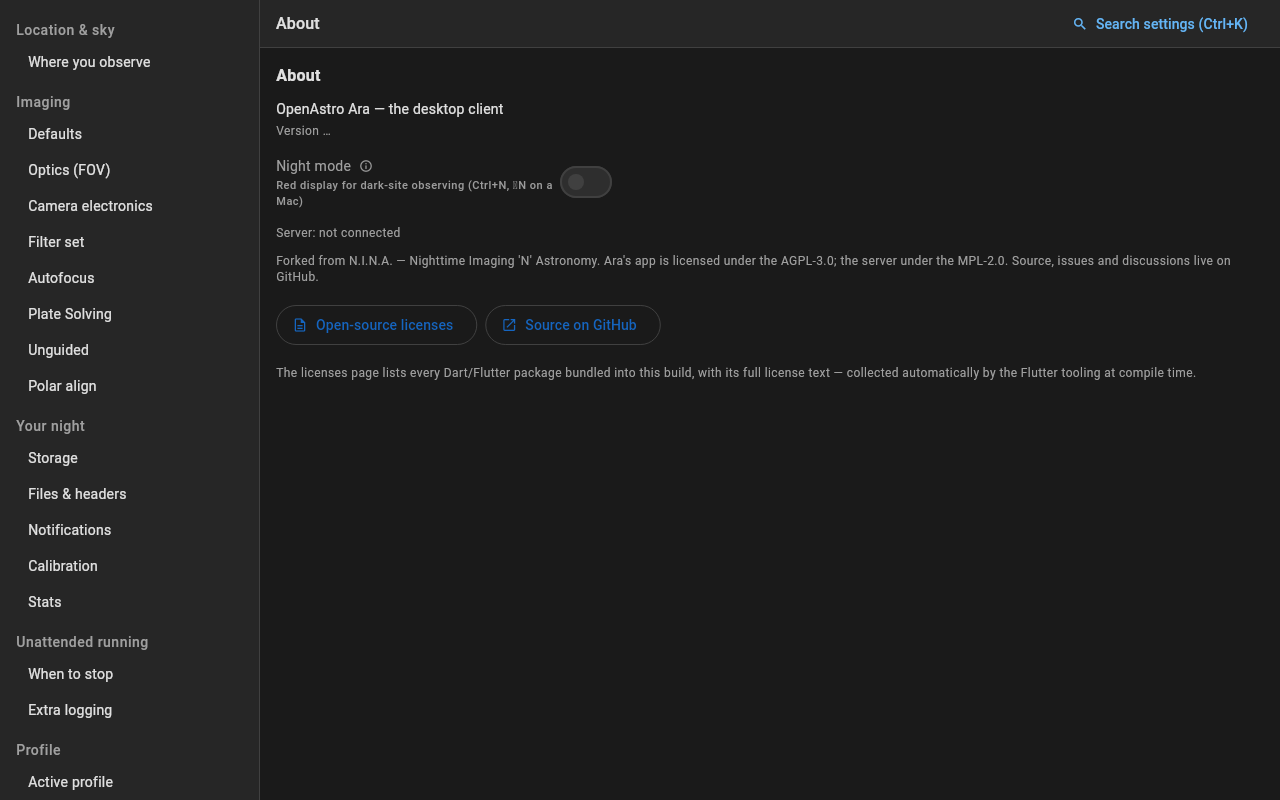 Location & sky
Where you observe
Imaging
Defaults
Optics (FOV)
Camera electronics
Filter set
Autofocus
Plate Solving
Unguided
Polar align
Your night
Storage
Files & headers
Notifications
Calibration
Stats
Unattended running
When to stop
Extra logging
Profile
Active profile
About
Search settings (Ctrl+K)
About
OpenAstro Ara — the desktop client
Version …
Night mode
Red display for dark-site observing (Ctrl+N, N on a
Mac)
Server: not connected
Forked from N.I.N.A. — Nighttime Imaging 'N' Astronomy. Ara's app is licensed under the AGPL-3.0; the server under the MPL-2.0. Source, issues and discussions live on
GitHub.
Open-source licenses
Source on GitHub
The licenses page lists every Dart/Flutter package bundled into this build, with its full license text — collected automatically by the Flutter tooling at compile time.